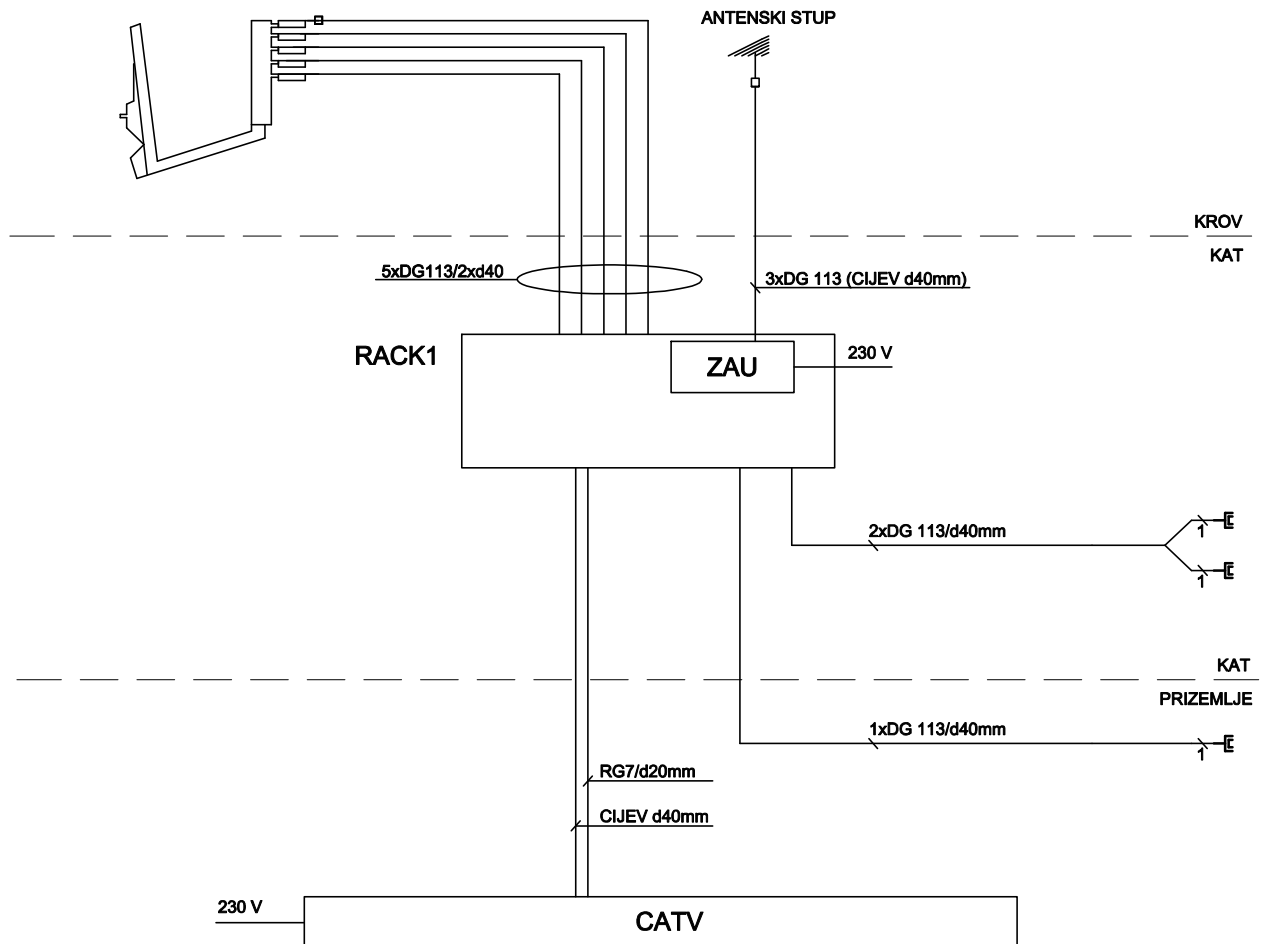 ANTENSKI STUP
KROV
KAT
5xDG113/2xd40
3xDG 113 (CIJEV d40mm)
RACK1
ZAU
230 V
2xDG 113/d40mm
1
1
KAT
PRIZEMLJE
1xDG 113/d40mm
1
RG7/d20mm
CIJEV d40mm
230 V
CATV